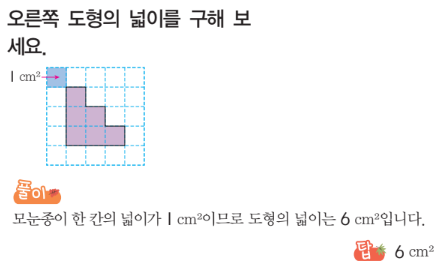 오른쪽 도형의 넓이를 구해 보
세요.
1 cm²
풀이
모눈종이 한 칸의 넓이가 1 cm²이므로 도형의 넓이는 6 cm²입니다.
답 6 cm²